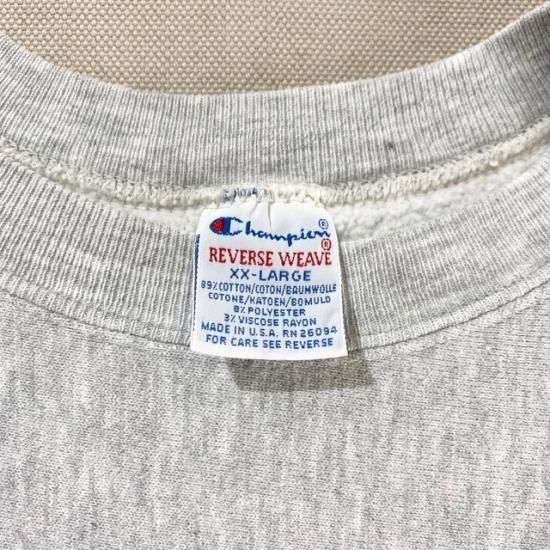 Champion®
REVERSE WEAVE®
XX-LARGE
89% COTTON/COTON/BAUMWOLLE
COTONE/KATOEN/BOMULD
8% POLYESTER
3% VISCOSE RAYON
MADE IN U.S.A. RN 26094
FOR CARE SEE REVERSE